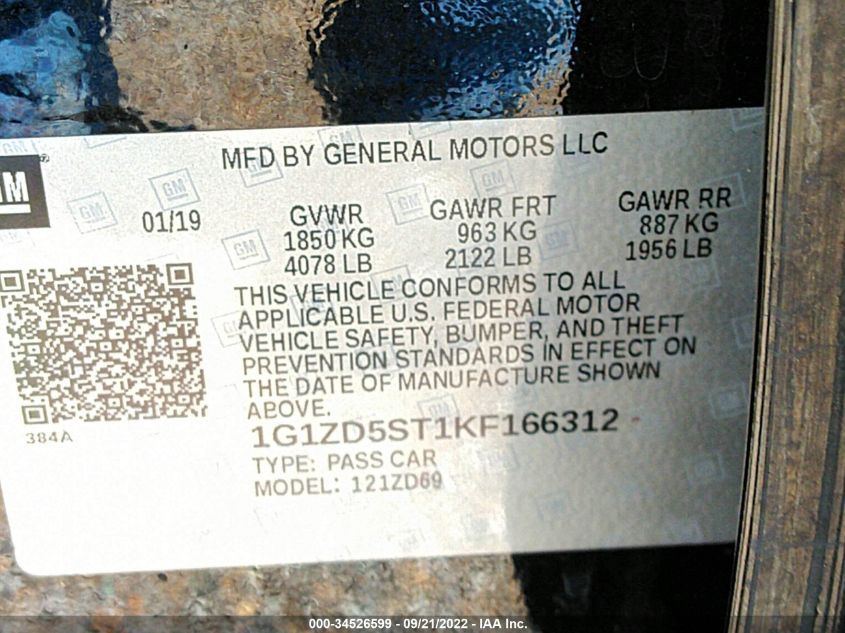 MFD BY GENERAL MOTORS LLC
GM
01/19
GVWR
1850 KG
4078 LB
GAWR FRT
963 KG
2122 LB
GAWR RR
887 KG
1956 LB
THIS VEHICLE CONFORMS TO ALL
APPLICABLE U.S. FEDERAL MOTOR
VEHICLE SAFETY, BUMPER, AND THEFT
PREVENTION STANDARDS IN EFFECT ON
THE DATE OF MANUFACTURE SHOWN
ABOVE.
384A
1G1ZD5ST1KF166312
TYPE: PASS CAR
MODEL: 121ZD69
000-34526599 - 09/21/2022 - IAA Inc.